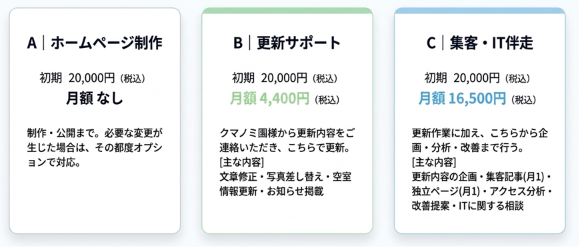 A｜ホームページ制作
初期 20,000円（税込）
月額 なし
制作・公開まで。必要な変更が
生じた場合は、その都度オプシ
ョンで対応。
B｜更新サポート
初期 20,000円（税込）
月額 4,400円（税込）
クマノミ園様から更新内容をご
連絡いただき、こちらで更新。
[主な内容]
文章修正・写真差し替え・空室
情報更新・お知らせ掲載
C｜集客・IT伴走
初期 20,000円（税込）
月額 16,500円（税込）
更新作業に加え、こちらから企
画・分析・改善まで行う。
[主な内容]
更新内容の企画・集客記事(月1)・
独立ページ(月1)・アクセス分析・
改善提案・ITに関する相談